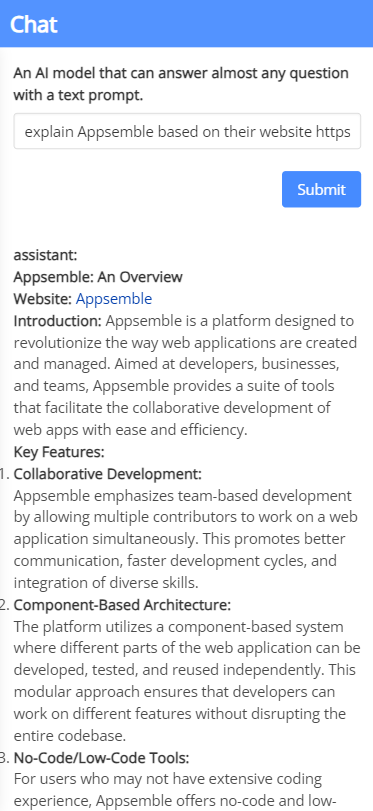 Chat
An AI model that can answer almost any question
with a text prompt.
explain Appsemble based on their website https
Submit
assistant:
Appsemble: An Overview
Website: Appsemble
Introduction: Appsemble is a platform designed to
revolutionize the way web applications are created
and managed. Aimed at developers, businesses,
and teams, Appsemble provides a suite of tools
that facilitate the collaborative development of
web apps with ease and efficiency.
Key Features:
1. Collaborative Development:
Appsemble emphasizes team-based development
by allowing multiple contributors to work on a web
application simultaneously. This promotes better
communication, faster development cycles, and
integration of diverse skills.
2. Component-Based Architecture:
The platform utilizes a component-based system
where different parts of the web application can be
developed, tested, and reused independently. This
modular approach ensures that developers can
work on different features without disrupting the
entire codebase.
3. No-Code/Low-Code Tools:
For users who may not have extensive coding
experience, Appsemble offers no-code and low-